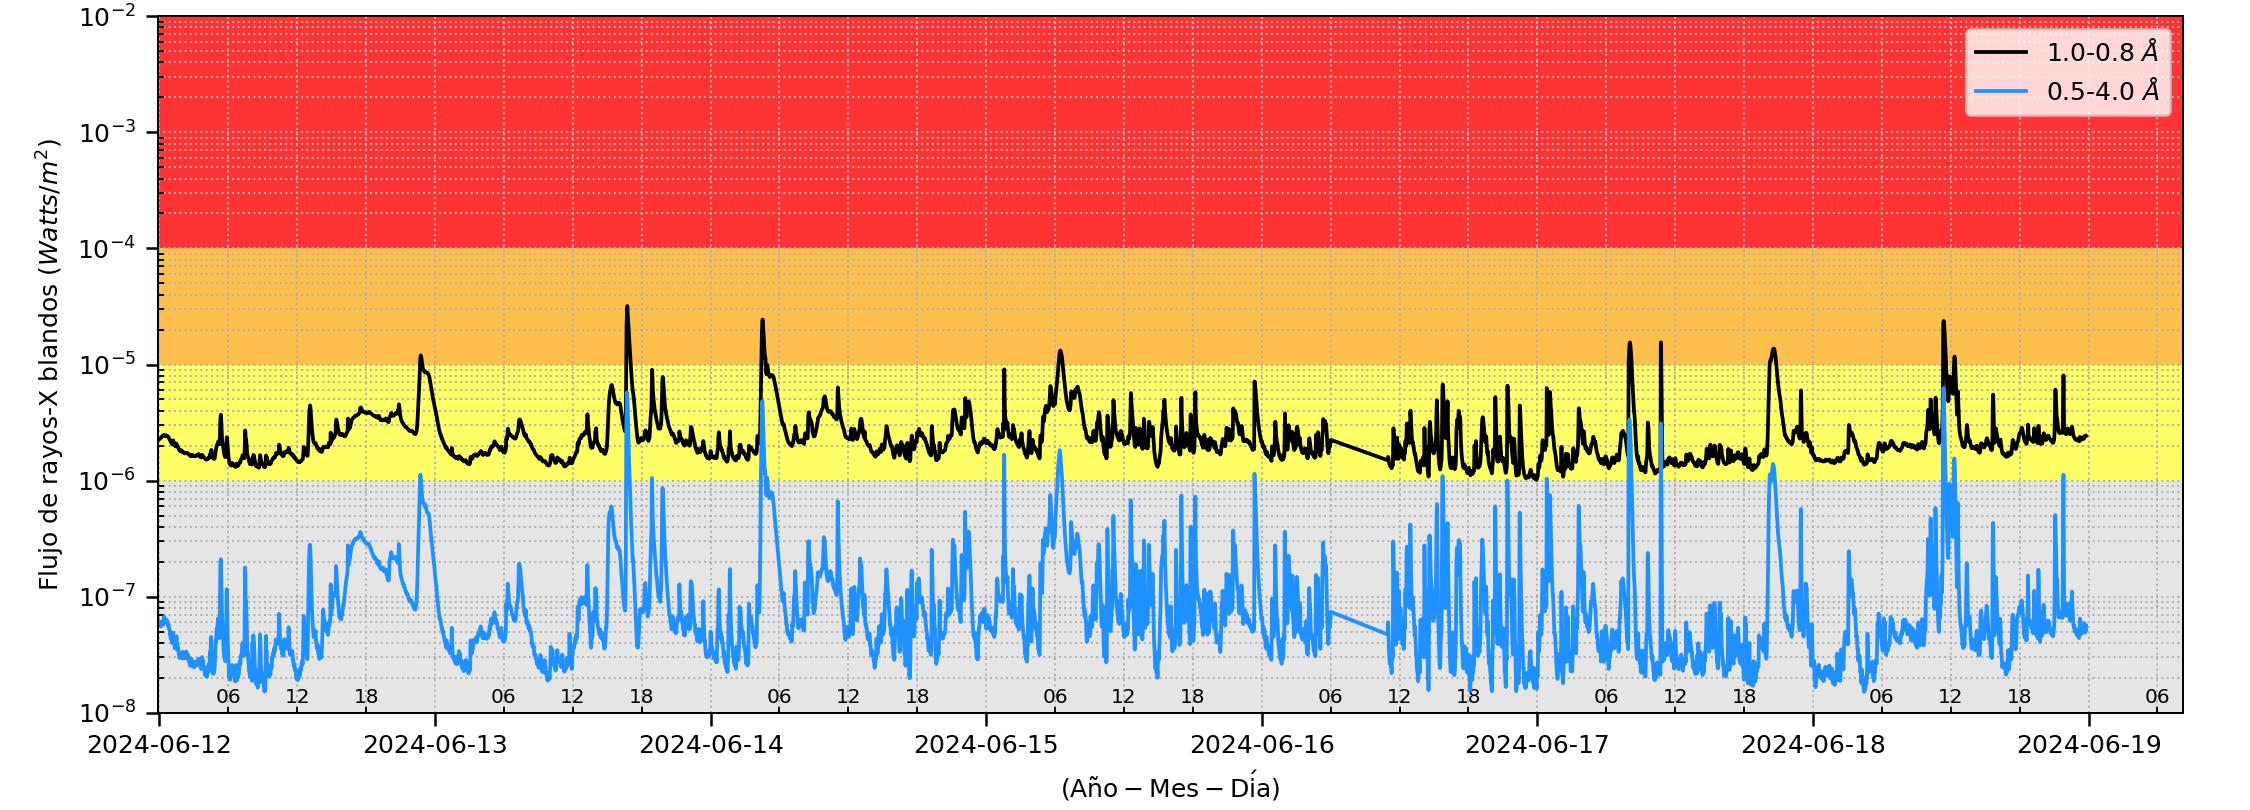 10⁻²
10⁻³
10⁻⁴
10⁻⁵
10⁻⁶
10⁻⁷
10⁻⁸
Flujo de rayos-X blandos (Watts/m²)
1.0-0.8 Å
0.5-4.0 Å
06 12 18 06 12 18 06 12 18 06 12 18 06 12 18 06 12 18 06 12 18 06
2024-06-12 2024-06-13 2024-06-14 2024-06-15 2024-06-16 2024-06-17 2024-06-18 2024-06-19
(Año − Mes − Día)